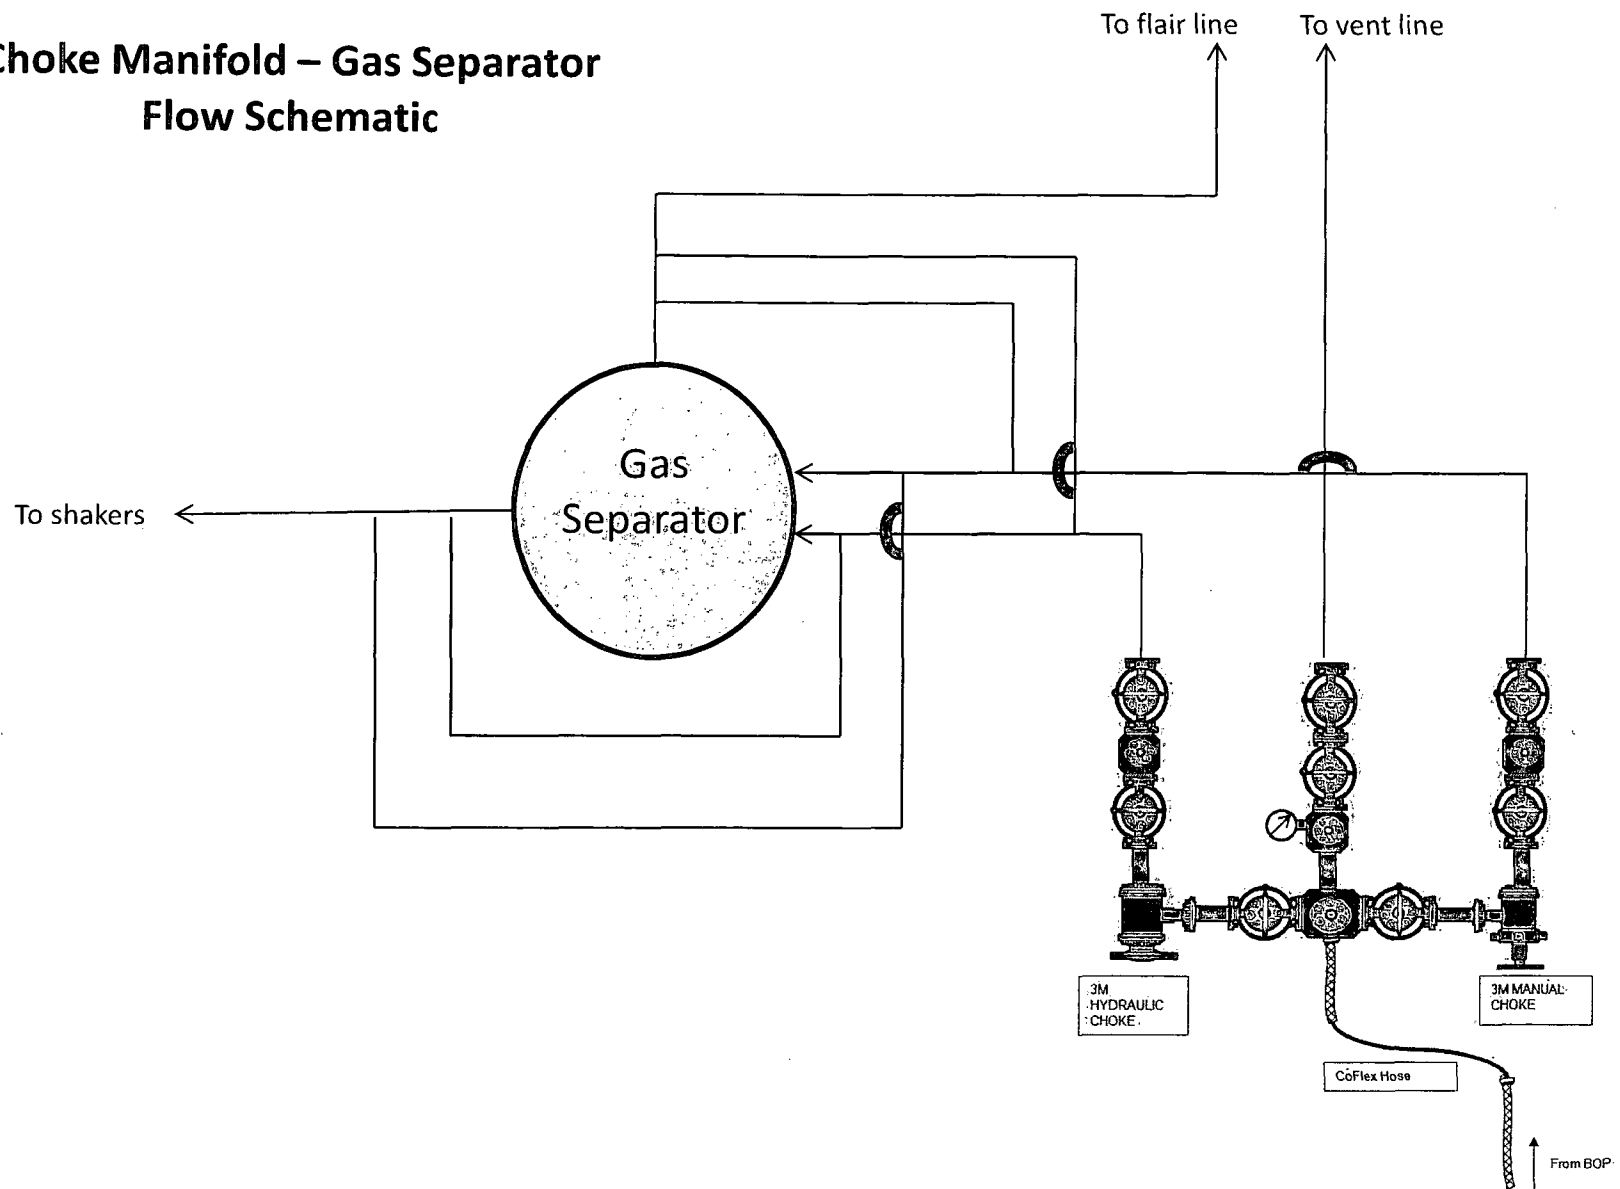 Choke Manifold – Gas Separator
Flow Schematic
To flair line
To vent line
Gas
Separator
To shakers
3M
HYDRAULIC
CHOKE
3M MANUAL
CHOKE
CoFlex Hose
From BOP